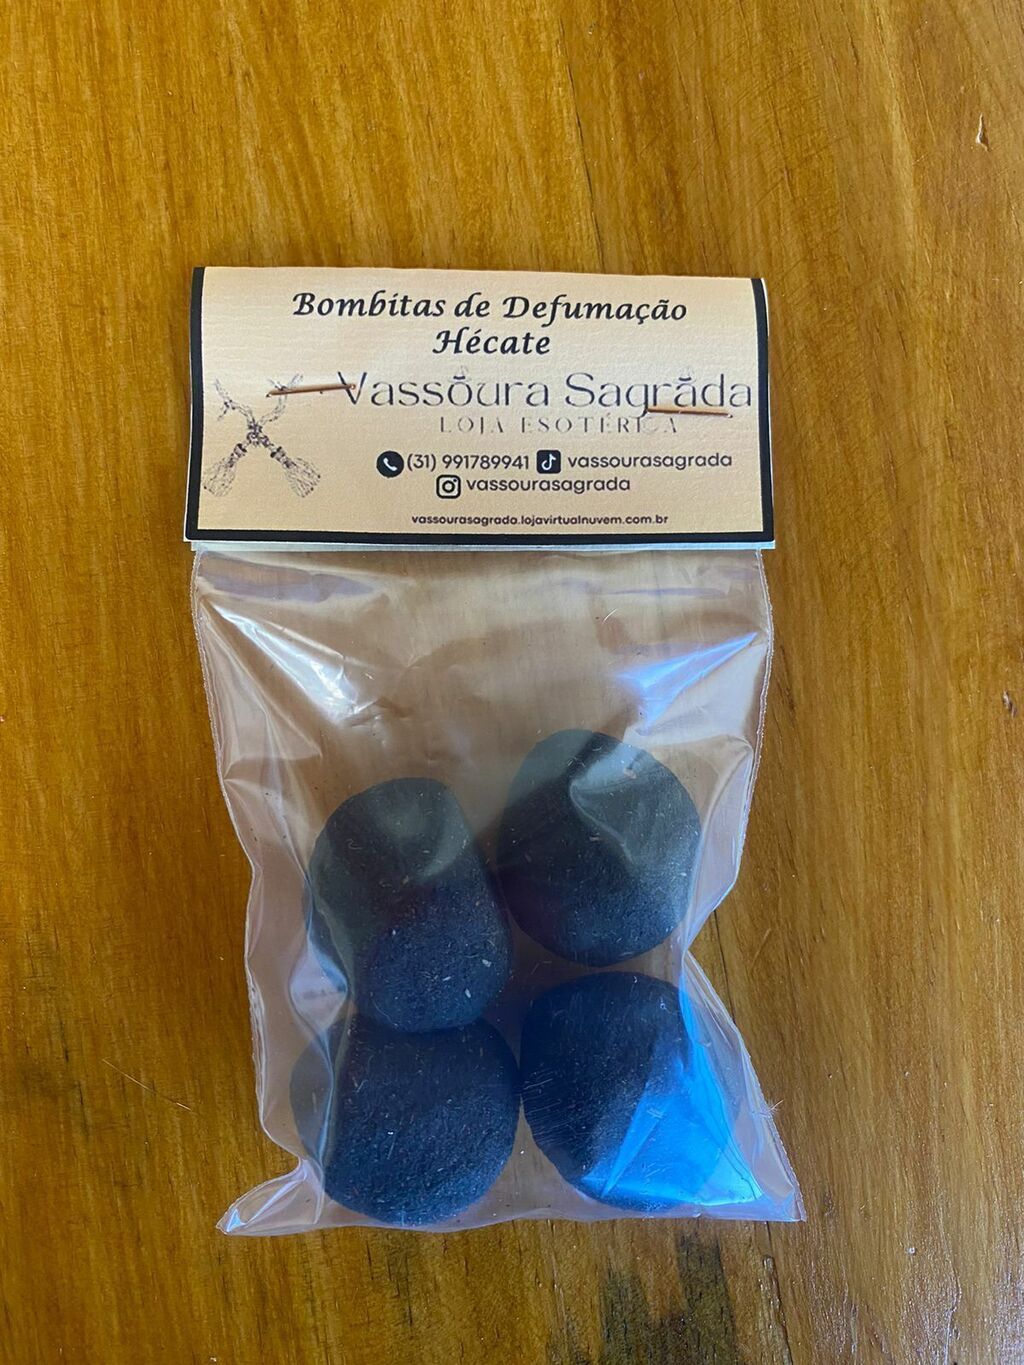 Bombitas de Defumação
Hécate
Vassoura Sagrada
LOJA ESOTÉRICA
(31) 991789941 vassourasagrada
vassourasagrada
vassourasagrada.lojavirtualnuvem.com.br